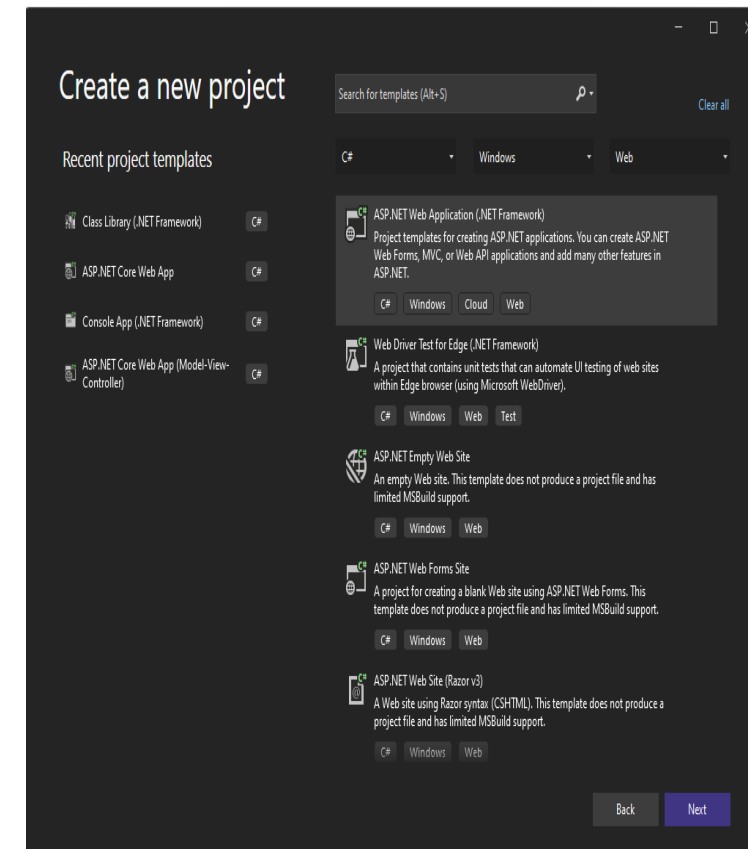 Create a new project
Search for templates (Alt+S)
Clear all
Recent project templates
C#
Windows
Web
Class Library (.NET Framework)
C#
ASP.NET Core Web App
C#
Console App (.NET Framework)
C#
ASP.NET Core Web App (Model-View-
Controller)
C#
ASP.NET Web Application (.NET Framework)
Project templates for creating ASP.NET applications. You can create ASP.NET
Web Forms, MVC, or Web API applications and add many other features in
ASP.NET.
C# Windows Cloud Web
Web Driver Test for Edge (.NET Framework)
A project that contains unit tests that can automate UI testing of web sites
within Edge browser (using Microsoft WebDriver).
C# Windows Web Test
ASP.NET Empty Web Site
An empty Web site. This template does not produce a project file and has
limited MSBuild support.
C# Windows Web
ASP.NET Web Forms Site
A project for creating a blank Web site using ASP.NET Web Forms. This
template does not produce a project file and has limited MSBuild support.
C# Windows Web
ASP.NET Web Site (Razor v3)
A Web site using Razor syntax (CSHTML). This template does not produce a
project file and has limited MSBuild support.
C# Windows Web
Back
Next